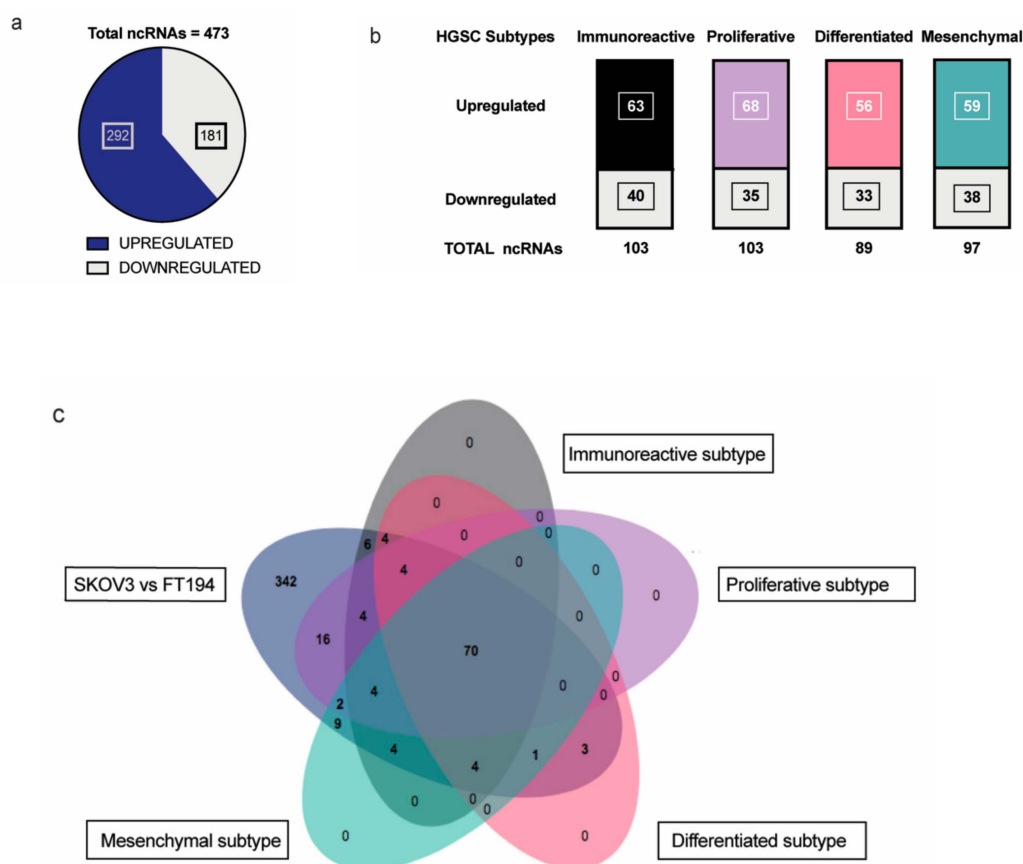 a
Total ncRNAs = 473
292
181
UPREGULATED
DOWNREGULATED
b
HGSC Subtypes Immunoreactive Proliferative Differentiated Mesenchymal
Upregulated 63 68 56 59
Downregulated 40 35 33 38
TOTAL ncRNAs 103 103 89 97
c
0
Immunoreactive subtype
0
0
6 4 0 0
0
SKOV3 vs FT194 342 4 0 Proliferative subtype
0
4 0
16
70
0
4 0
2 0
9
4 1 3
4
0 0
0
Mesenchymal subtype 0 0 Differentiated subtype